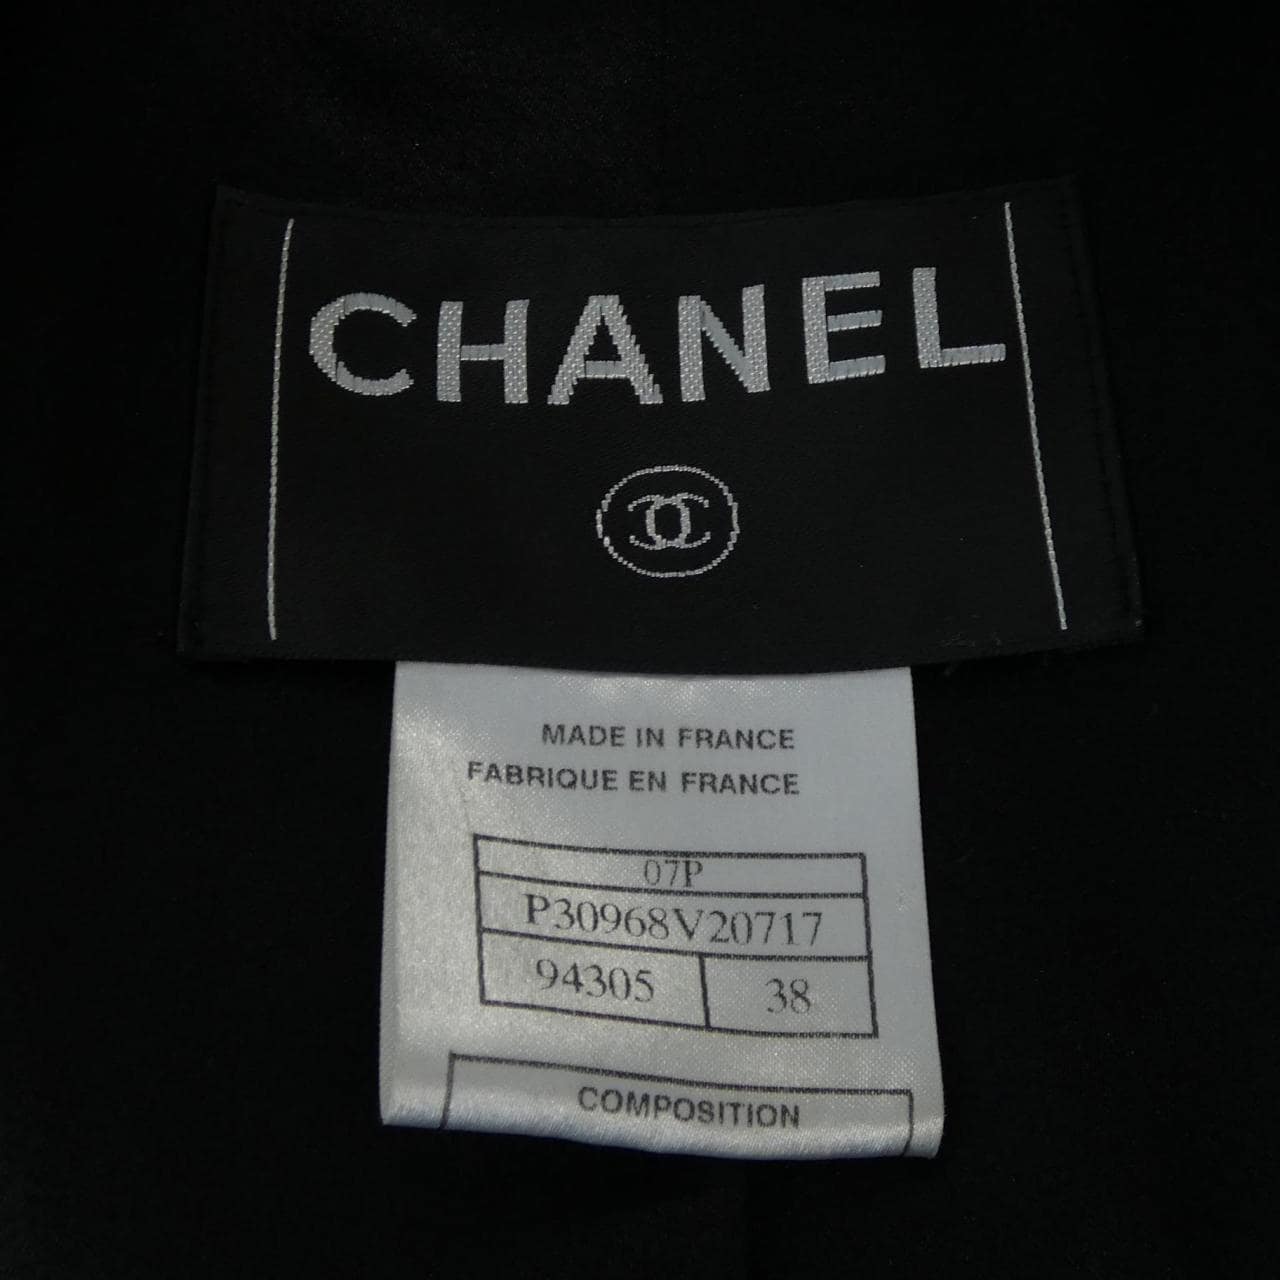 CHANEL
MADE IN FRANCE
FABRIQUE EN FRANCE
07P
P30968V20717
94305 38
COMPOSITION